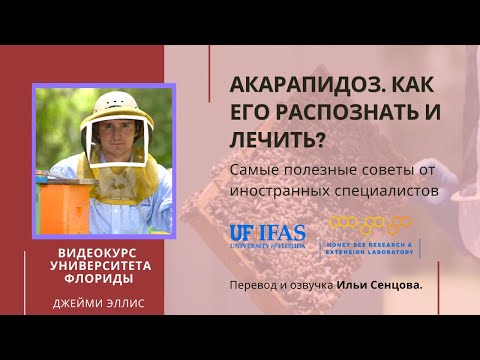 АКАРАПИДОЗ. КАК
ЕГО РАСПОЗНАТЬ И
ЛЕЧИТЬ?
Самые полезные советы от
иностранных специалистов
UF IFAS
UNIVERSITY of FLORIDA
HONEY BEE RESEARCH &
EXTENSION LABORATORY
Перевод и озвучка Ильи Сенцова.
ВИДЕОКУРС
УНИВЕРСИТЕТА
ФЛОРИДЫ
ДЖЕЙМИ ЭЛЛИС